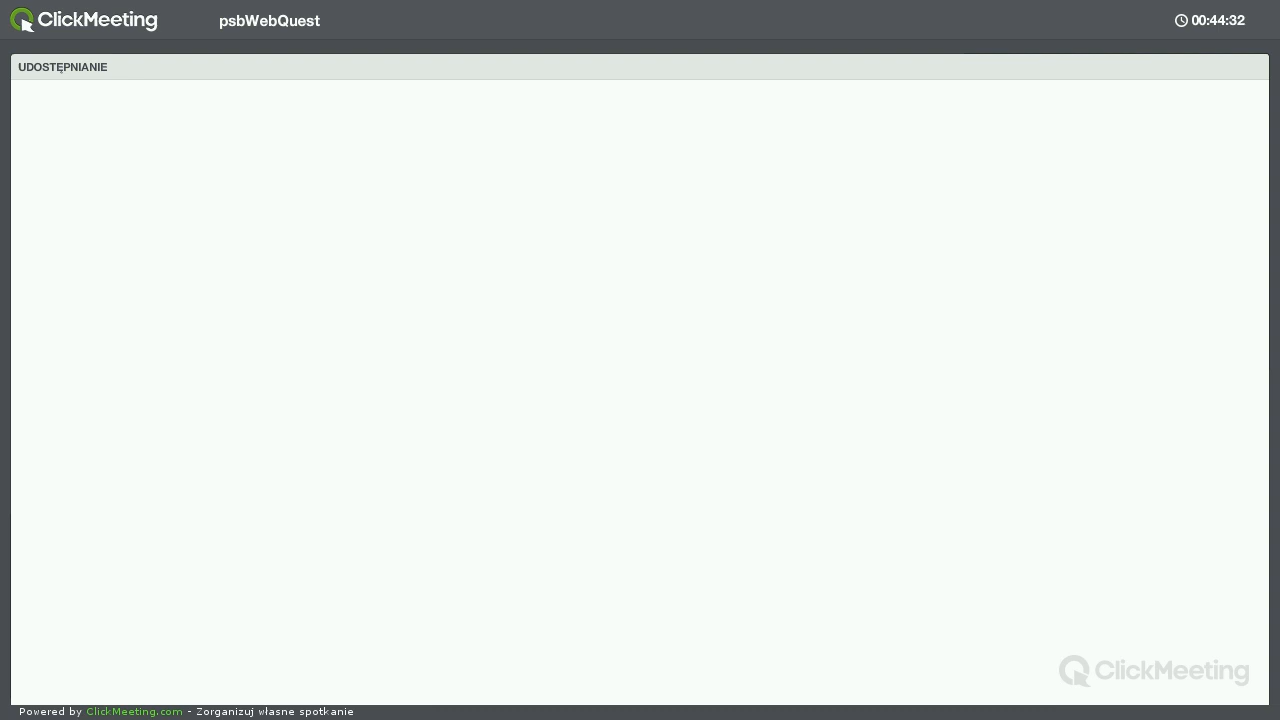 ClickMeeting psbWebQuest 00:44:32
UDOSTĘPNIANIE
ClickMeeting
Powered by ClickMeeting.com - Zorganizuj własne spotkanie